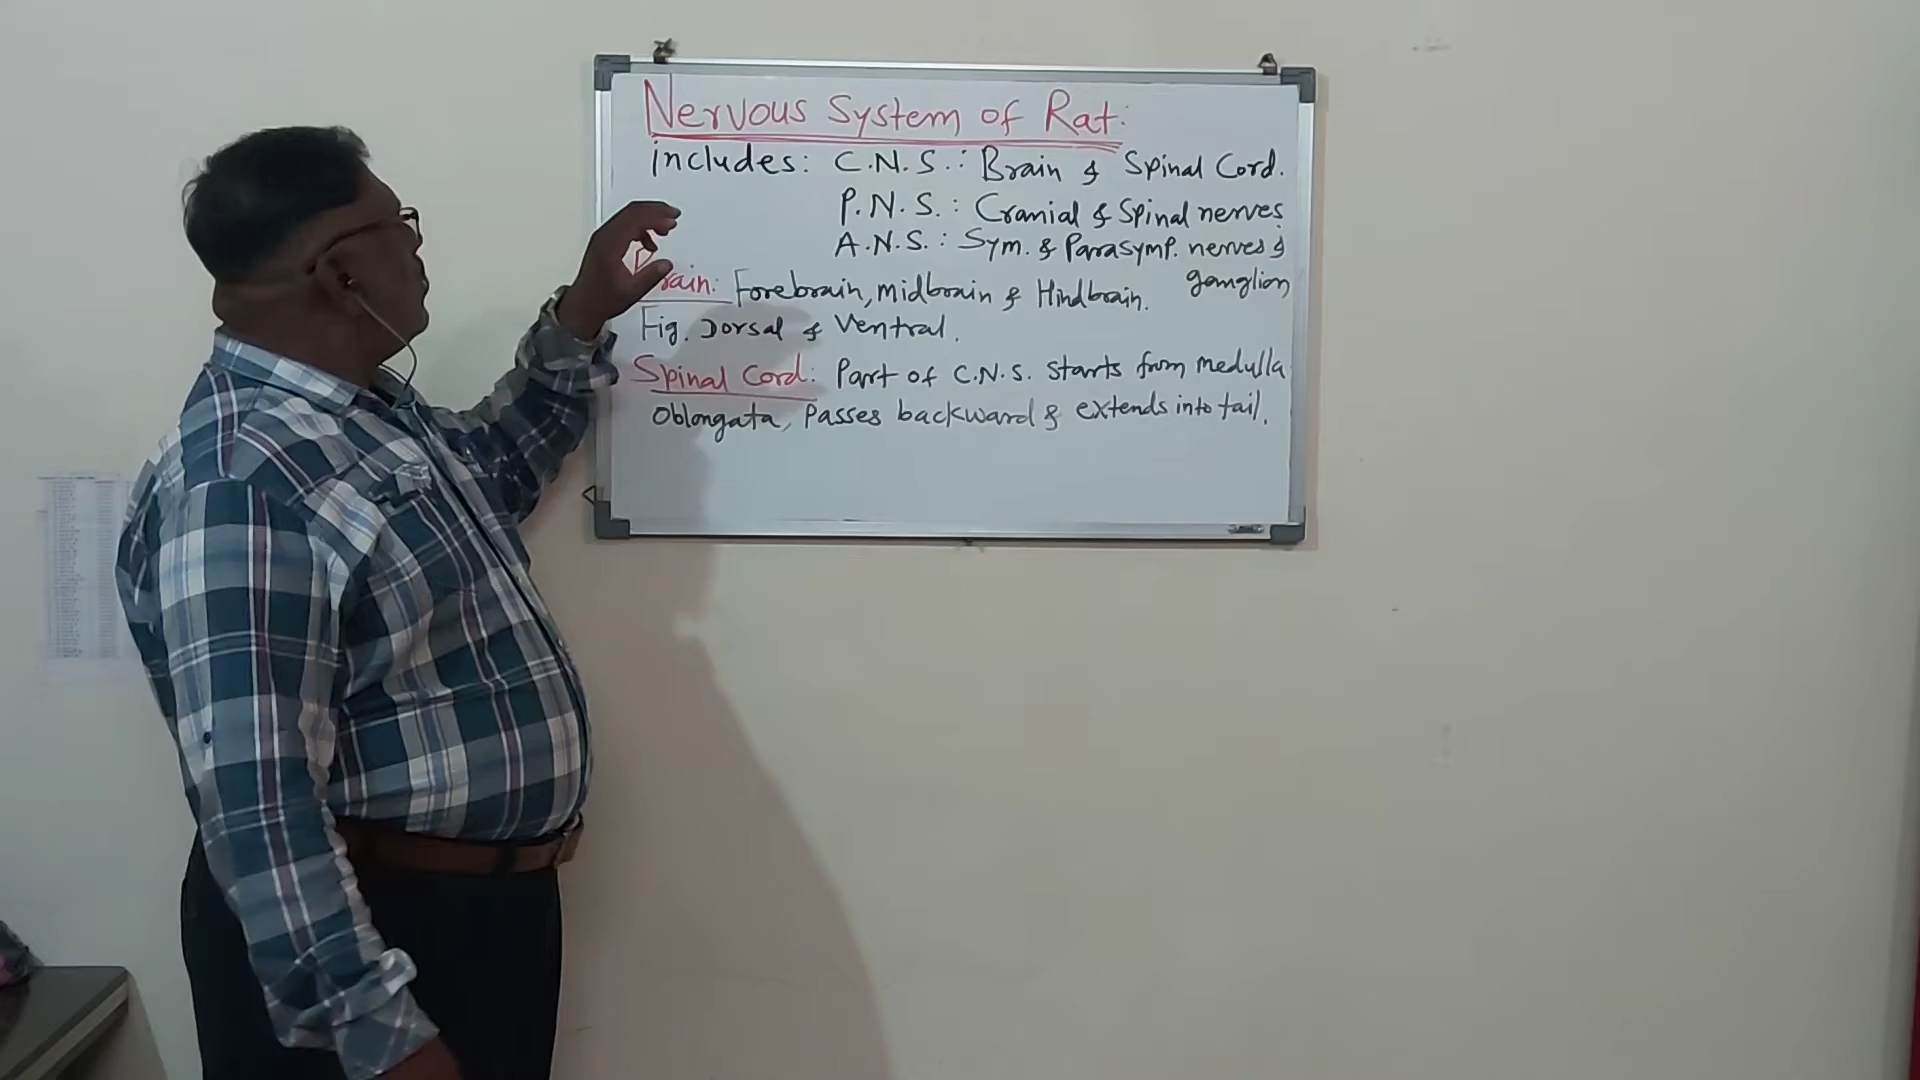 Nervous System of Rat:
includes: C.N.S.: Brain & Spinal Cord.
P.N.S.: Cranial & Spinal nerves
A.N.S.: Sym. & Parasymp. nerves &
ganglion
Brain: Forebrain, midbrain & Hindbrain.
Fig. Dorsal & Ventral.
Spinal Cord: Part of C.N.S. starts from medulla
Oblongata, Passes backward & extends into tail.